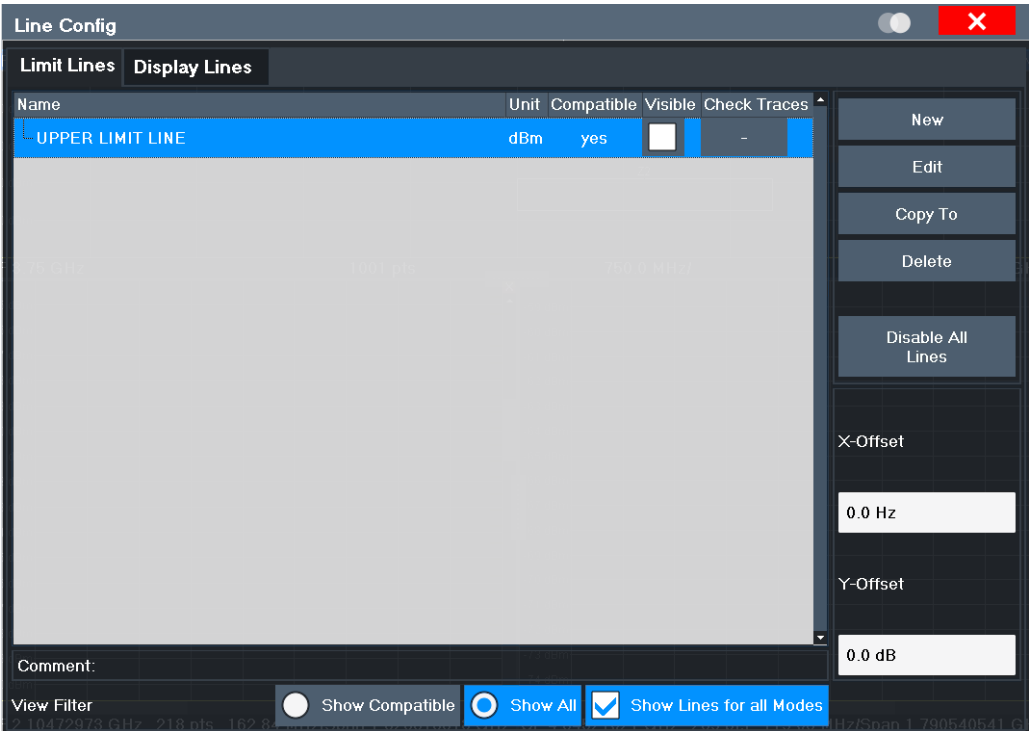 Line Config
Limit Lines Display Lines
Name Unit Compatible Visible Check Traces
UPPER LIMIT LINE dBm yes -
New
Edit
Copy To
Delete
Disable All
Lines
X-Offset
0.0 Hz
Y-Offset
0.0 dB
Comment:
View Filter Show Compatible Show All Show Lines for all Modes